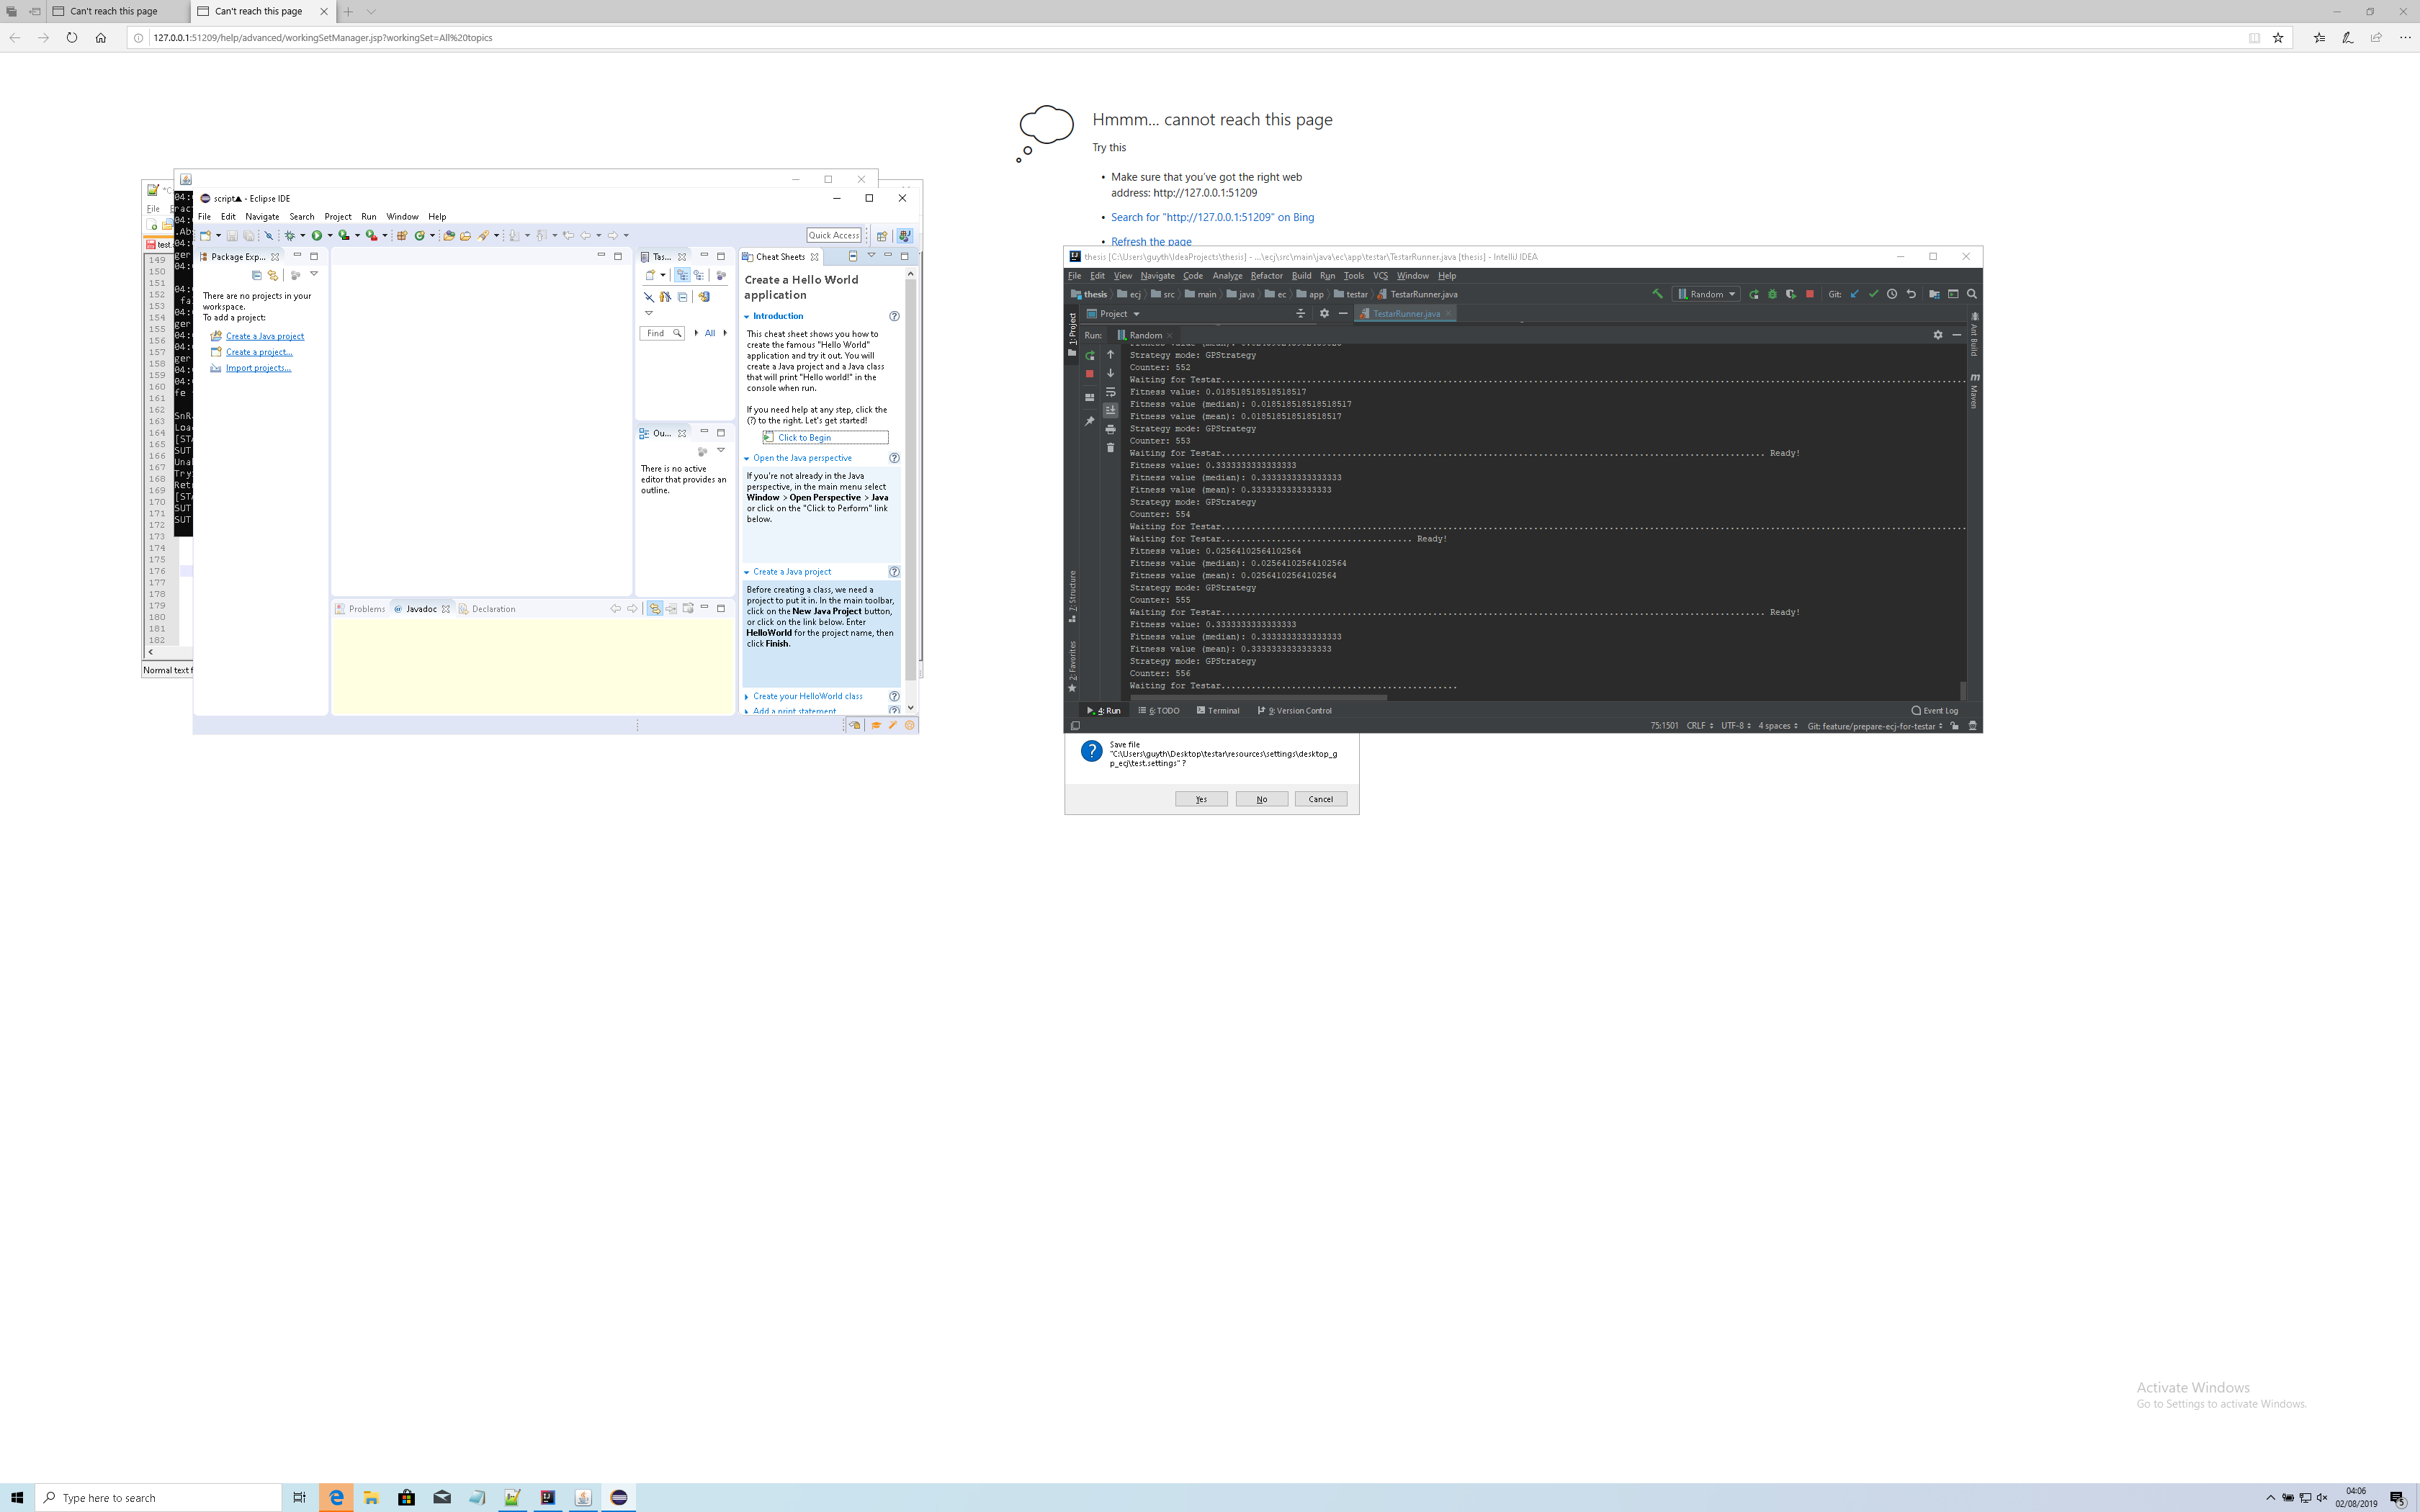 Can't reach this page
Can't reach this page
127.0.0.1:51209/help/advanced/workingSetManager.jsp?workingSet=All%20topics
Hmmm... cannot reach this page
Try this
• Make sure that you've got the right web
address: http://127.0.0.1:51209
• Search for "http://127.0.0.1:51209" on Bing
• Refresh the page
File
test.
149
150
151
152
153
154
155
156
157
158
159
160
161
162
163
164
165
166
167
168
169
170
171
172
173
174
175
176
177
178
179
180
181
182
Normal text f
script▲ - Eclipse IDE
File Edit Navigate Search Project Run Window Help
Quick Access
Package Exp...
There are no projects in your
workspace.
To add a project:
Create a Java project
Create a project...
Import projects...
Tas...
Find
All
Ou...
There is no active
editor that provides an
outline.
Problems @ Javadoc Declaration
Cheat Sheets
Create a Hello World
application
Introduction
This cheat sheet shows you how to
create the famous "Hello World"
application and try it out. You will
create a Java project and a Java class
that will print "Hello world!" in the
console when run.
If you need help at any step, click the
(?) to the right. Let's get started!
Click to Begin
Open the Java perspective
If you're not already in the Java
perspective, in the main menu select
Window > Open Perspective > Java
or click on the "Click to Perform" link
below.
Create a Java project
Before creating a class, we need a
project to put it in. In the main toolbar,
click on the New Java Project button,
or click on the link below. Enter
HelloWorld for the project name, then
click Finish.
Create your HelloWorld class
Add a print statement
thesis [C:\Users\guyth\IdeaProjects\thesis] - ...\ecj\src\main\java\ec\app\testar\TestarRunner.java [thesis] - IntelliJ IDEA
File Edit View Navigate Code Analyze Refactor Build Run Tools VCS Window Help
thesis ecj src main java ec app testar TestarRunner.java
Random
Git:
Project
TestarRunner.java
Run: Random
1: Project
7: Structure
2: Favorites
Ant Build
Maven
Strategy mode: GPStrategy
Counter: 552
Waiting for Testar..........
Fitness value: 0.018518518518518517
Fitness value (median): 0.018518518518518517
Fitness value (mean): 0.018518518518518517
Strategy mode: GPStrategy
Counter: 553
Waiting for Testar.......... Ready!
Fitness value: 0.3333333333333333
Fitness value (median): 0.3333333333333333
Fitness value (mean): 0.3333333333333333
Strategy mode: GPStrategy
Counter: 554
Waiting for Testar..........
Waiting for Testar.......... Ready!
Fitness value: 0.02564102564102564
Fitness value (median): 0.02564102564102564
Fitness value (mean): 0.02564102564102564
Strategy mode: GPStrategy
Counter: 555
Waiting for Testar.......... Ready!
Fitness value: 0.3333333333333333
Fitness value (median): 0.3333333333333333
Fitness value (mean): 0.3333333333333333
Strategy mode: GPStrategy
Counter: 556
Waiting for Testar..........
4: Run 6: TODO Terminal 9: Version Control
Event Log
75:1501 CRLF UTF-8 4 spaces Git: feature/prepare-ecj-for-testar
Save file
"C:\Users\guyth\Desktop\testar\resources\settings\desktop_g
p_ecj\test.settings" ?
Yes No Cancel
Activate Windows
Go to Settings to activate Windows.
Type here to search
04:06
02/08/2019
5